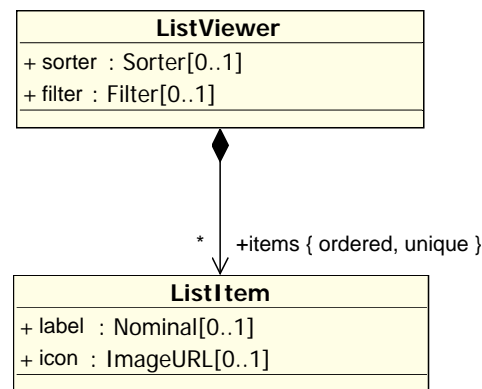 ListViewer
+ sorter : Sorter[0..1]
+ filter : Filter[0..1]
* +items { ordered, unique }
ListItem
+ label : Nominal[0..1]
+ icon : ImageURL[0..1]